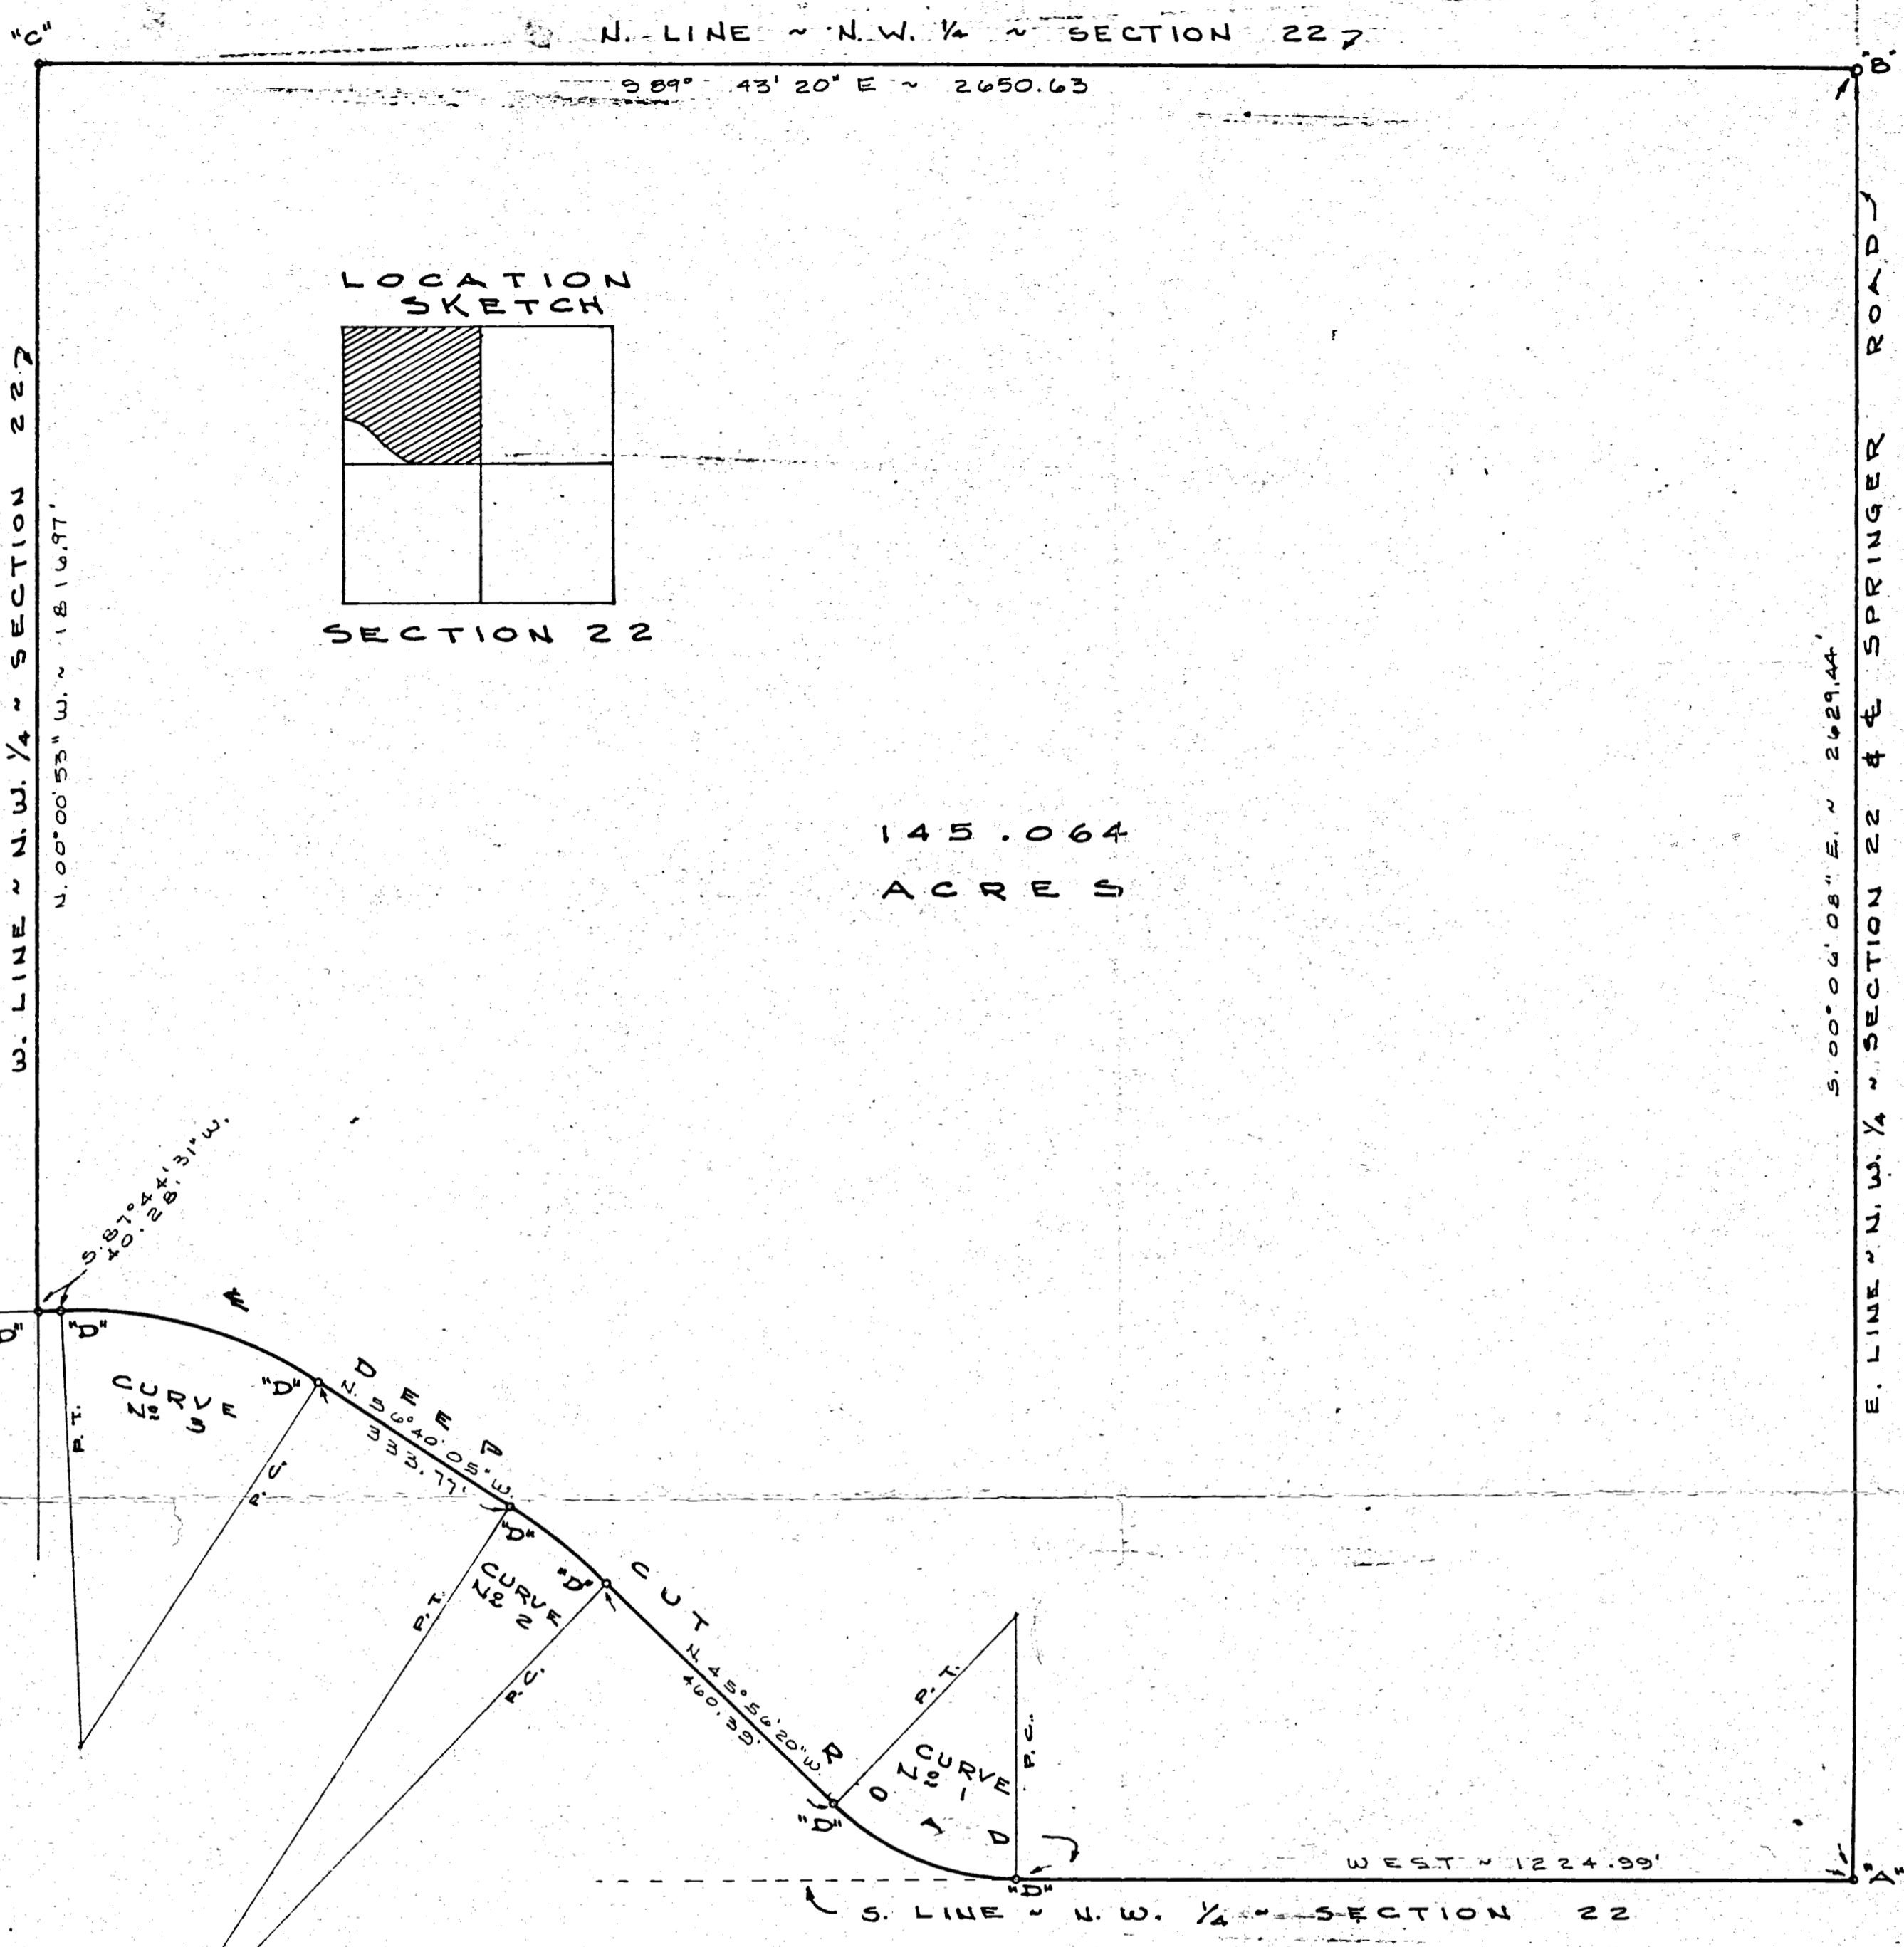 "C"
N. LINE ~ N.W. ¼ ~ SECTION 22
"B"
S 89° 43' 20" E ~ 2650.63
LOCATION
SKETCH
SECTION 22
W. LINE ~ N.W. ¼ ~ SECTION 22
N. 00° 00' 53" W. ~ 1816.97'
E. LINE ~ N.W. ¼ ~ SECTION 22 & ℄ SPRINGER ROAD
S. 00° 06' 08" E. ~ 2629.44'
145.064
ACRES
S. 87° 44' 31" W.
40.28'
"D"
"D"
℄ DEEP CUT ROAD
CURVE
Nº 3
"D"
P.T.
P.C.
N. 56° 40' 05" W.
333.77'
"D"
CURVE
Nº 2
"D"
P.T.
P.C.
N. 45° 56' 20" W.
460.39'
P.T.
P.C.
CURVE
Nº 1
"D"
"D"
WEST ~ 1224.99'
"A"
S. LINE ~ N.W. ¼ ~ SECTION 22